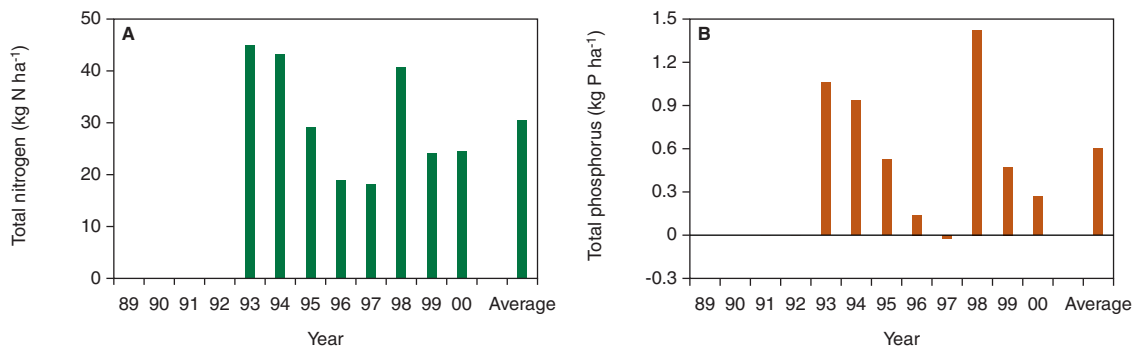 A
Total nitrogen (kg N ha-1)
50
40
30
20
10
0
89 90 91 92 93 94 95 96 97 98 99 00 Average
Year
B
Total phosphorus (kg P ha-1)
1.5
1.2
0.9
0.6
0.3
0
-0.3
89 90 91 92 93 94 95 96 97 98 99 00 Average
Year